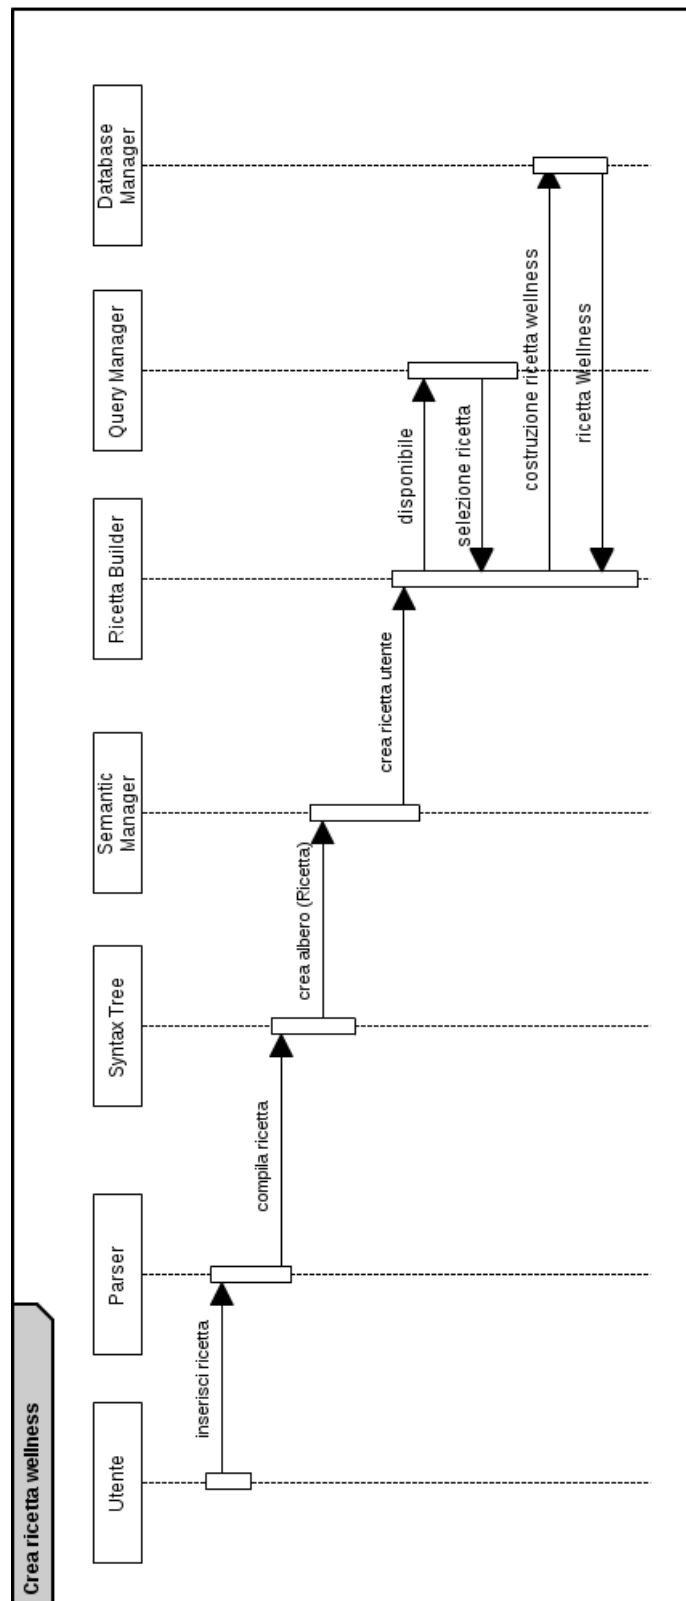 Crea ricetta wellness
Utente
Parser
Syntax Tree
Semantic
Manager
Ricetta Builder
Query Manager
Database
Manager
inserisci ricetta
compila ricetta
crea albero (Ricetta)
crea ricetta utente
disponibile
selezione ricetta
costruzione ricetta wellness
ricetta Wellness